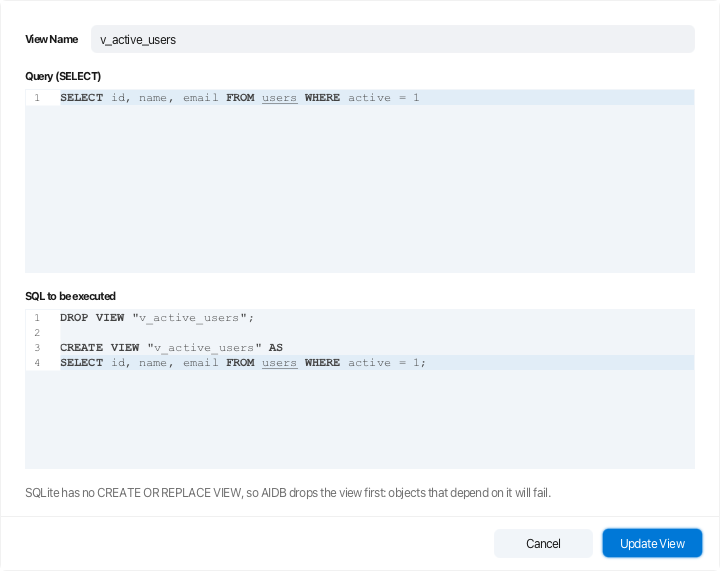 View Name v_active_users
Query (SELECT)
1 SELECT id, name, email FROM users WHERE active = 1
SQL to be executed
1 DROP VIEW "v_active_users";
2
3 CREATE VIEW "v_active_users" AS
4 SELECT id, name, email FROM users WHERE active = 1;
SQLite has no CREATE OR REPLACE VIEW, so AIDB drops the view first: objects that depend on it will fail.
Cancel Update View